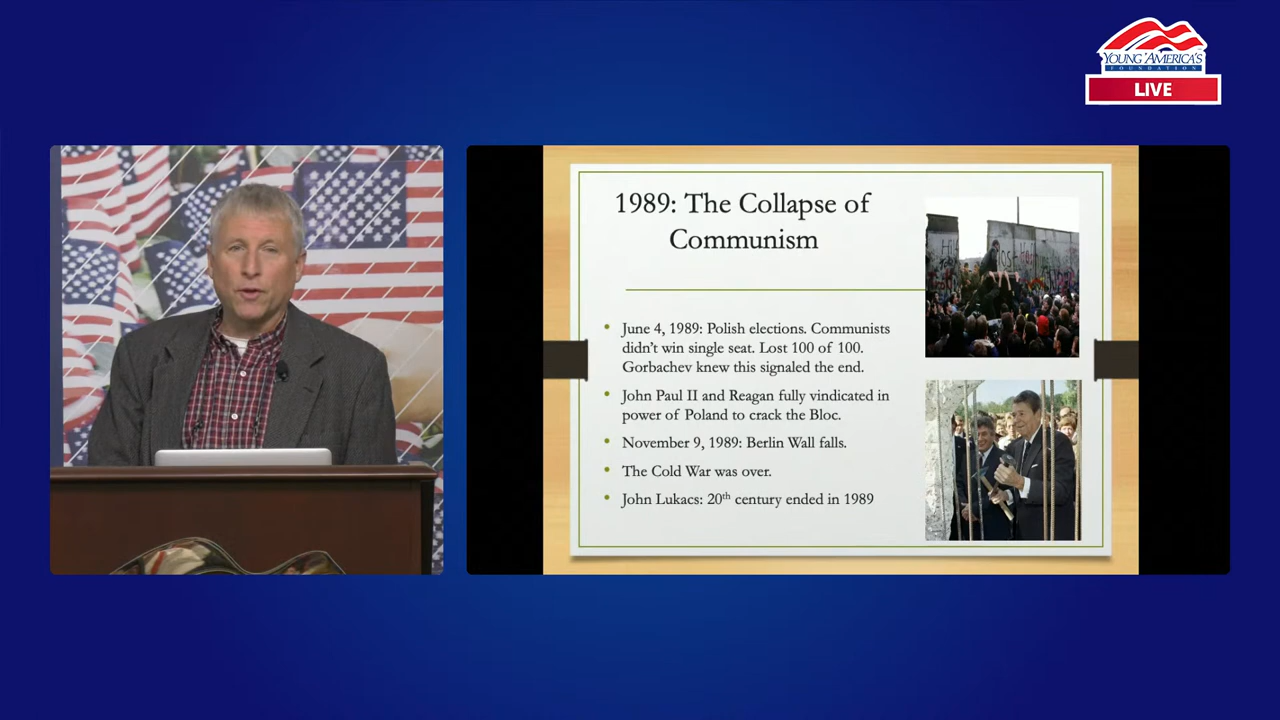 YOUNG AMERICA'S
FOUNDATION
LIVE
1989: The Collapse of
Communism
• June 4, 1989: Polish elections. Communists
didn't win single seat. Lost 100 of 100.
Gorbachev knew this signaled the end.
• John Paul II and Reagan fully vindicated in
power of Poland to crack the Bloc.
• November 9, 1989: Berlin Wall falls.
• The Cold War was over.
• John Lukacs: 20th century ended in 1989